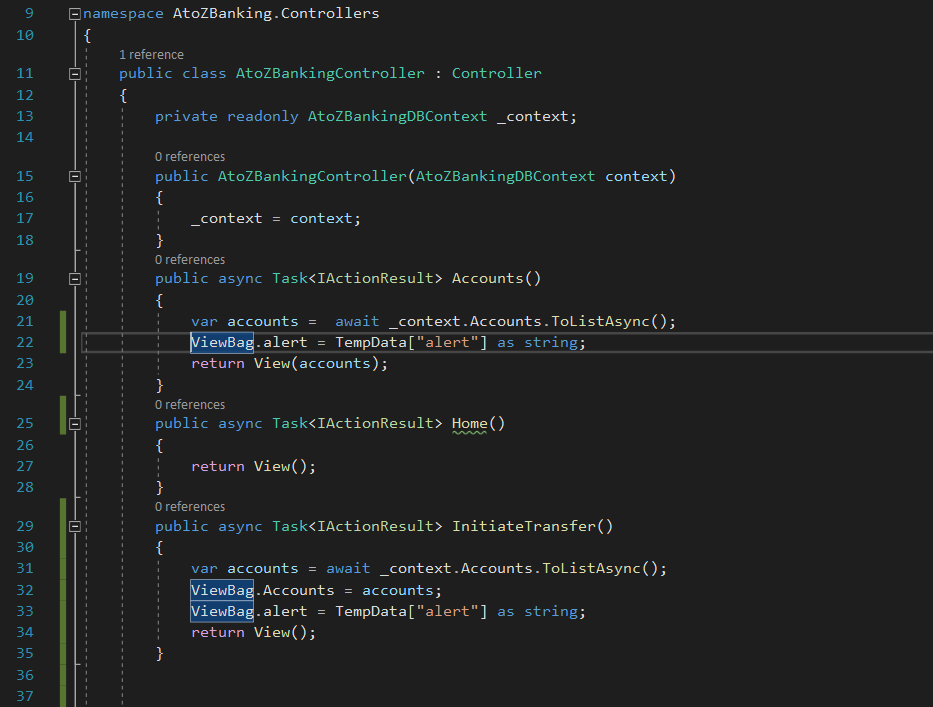 9 namespace AtoZBanking.Controllers
10 {
1 reference
11 public class AtoZBankingController : Controller
12 {
13 private readonly AtoZBankingDBContext _context;
14
0 references
15 public AtoZBankingController(AtoZBankingDBContext context)
16 {
17 _context = context;
18 }
0 references
19 public async Task<IActionResult> Accounts()
20 {
21 var accounts =  await _context.Accounts.ToListAsync();
22 ViewBag.alert = TempData["alert"] as string;
23 return View(accounts);
24 }
0 references
25 public async Task<IActionResult> Home()
26 {
27 return View();
28 }
0 references
29 public async Task<IActionResult> InitiateTransfer()
30 {
31 var accounts = await _context.Accounts.ToListAsync();
32 ViewBag.Accounts = accounts;
33 ViewBag.alert = TempData["alert"] as string;
34 return View();
35 }
36
37